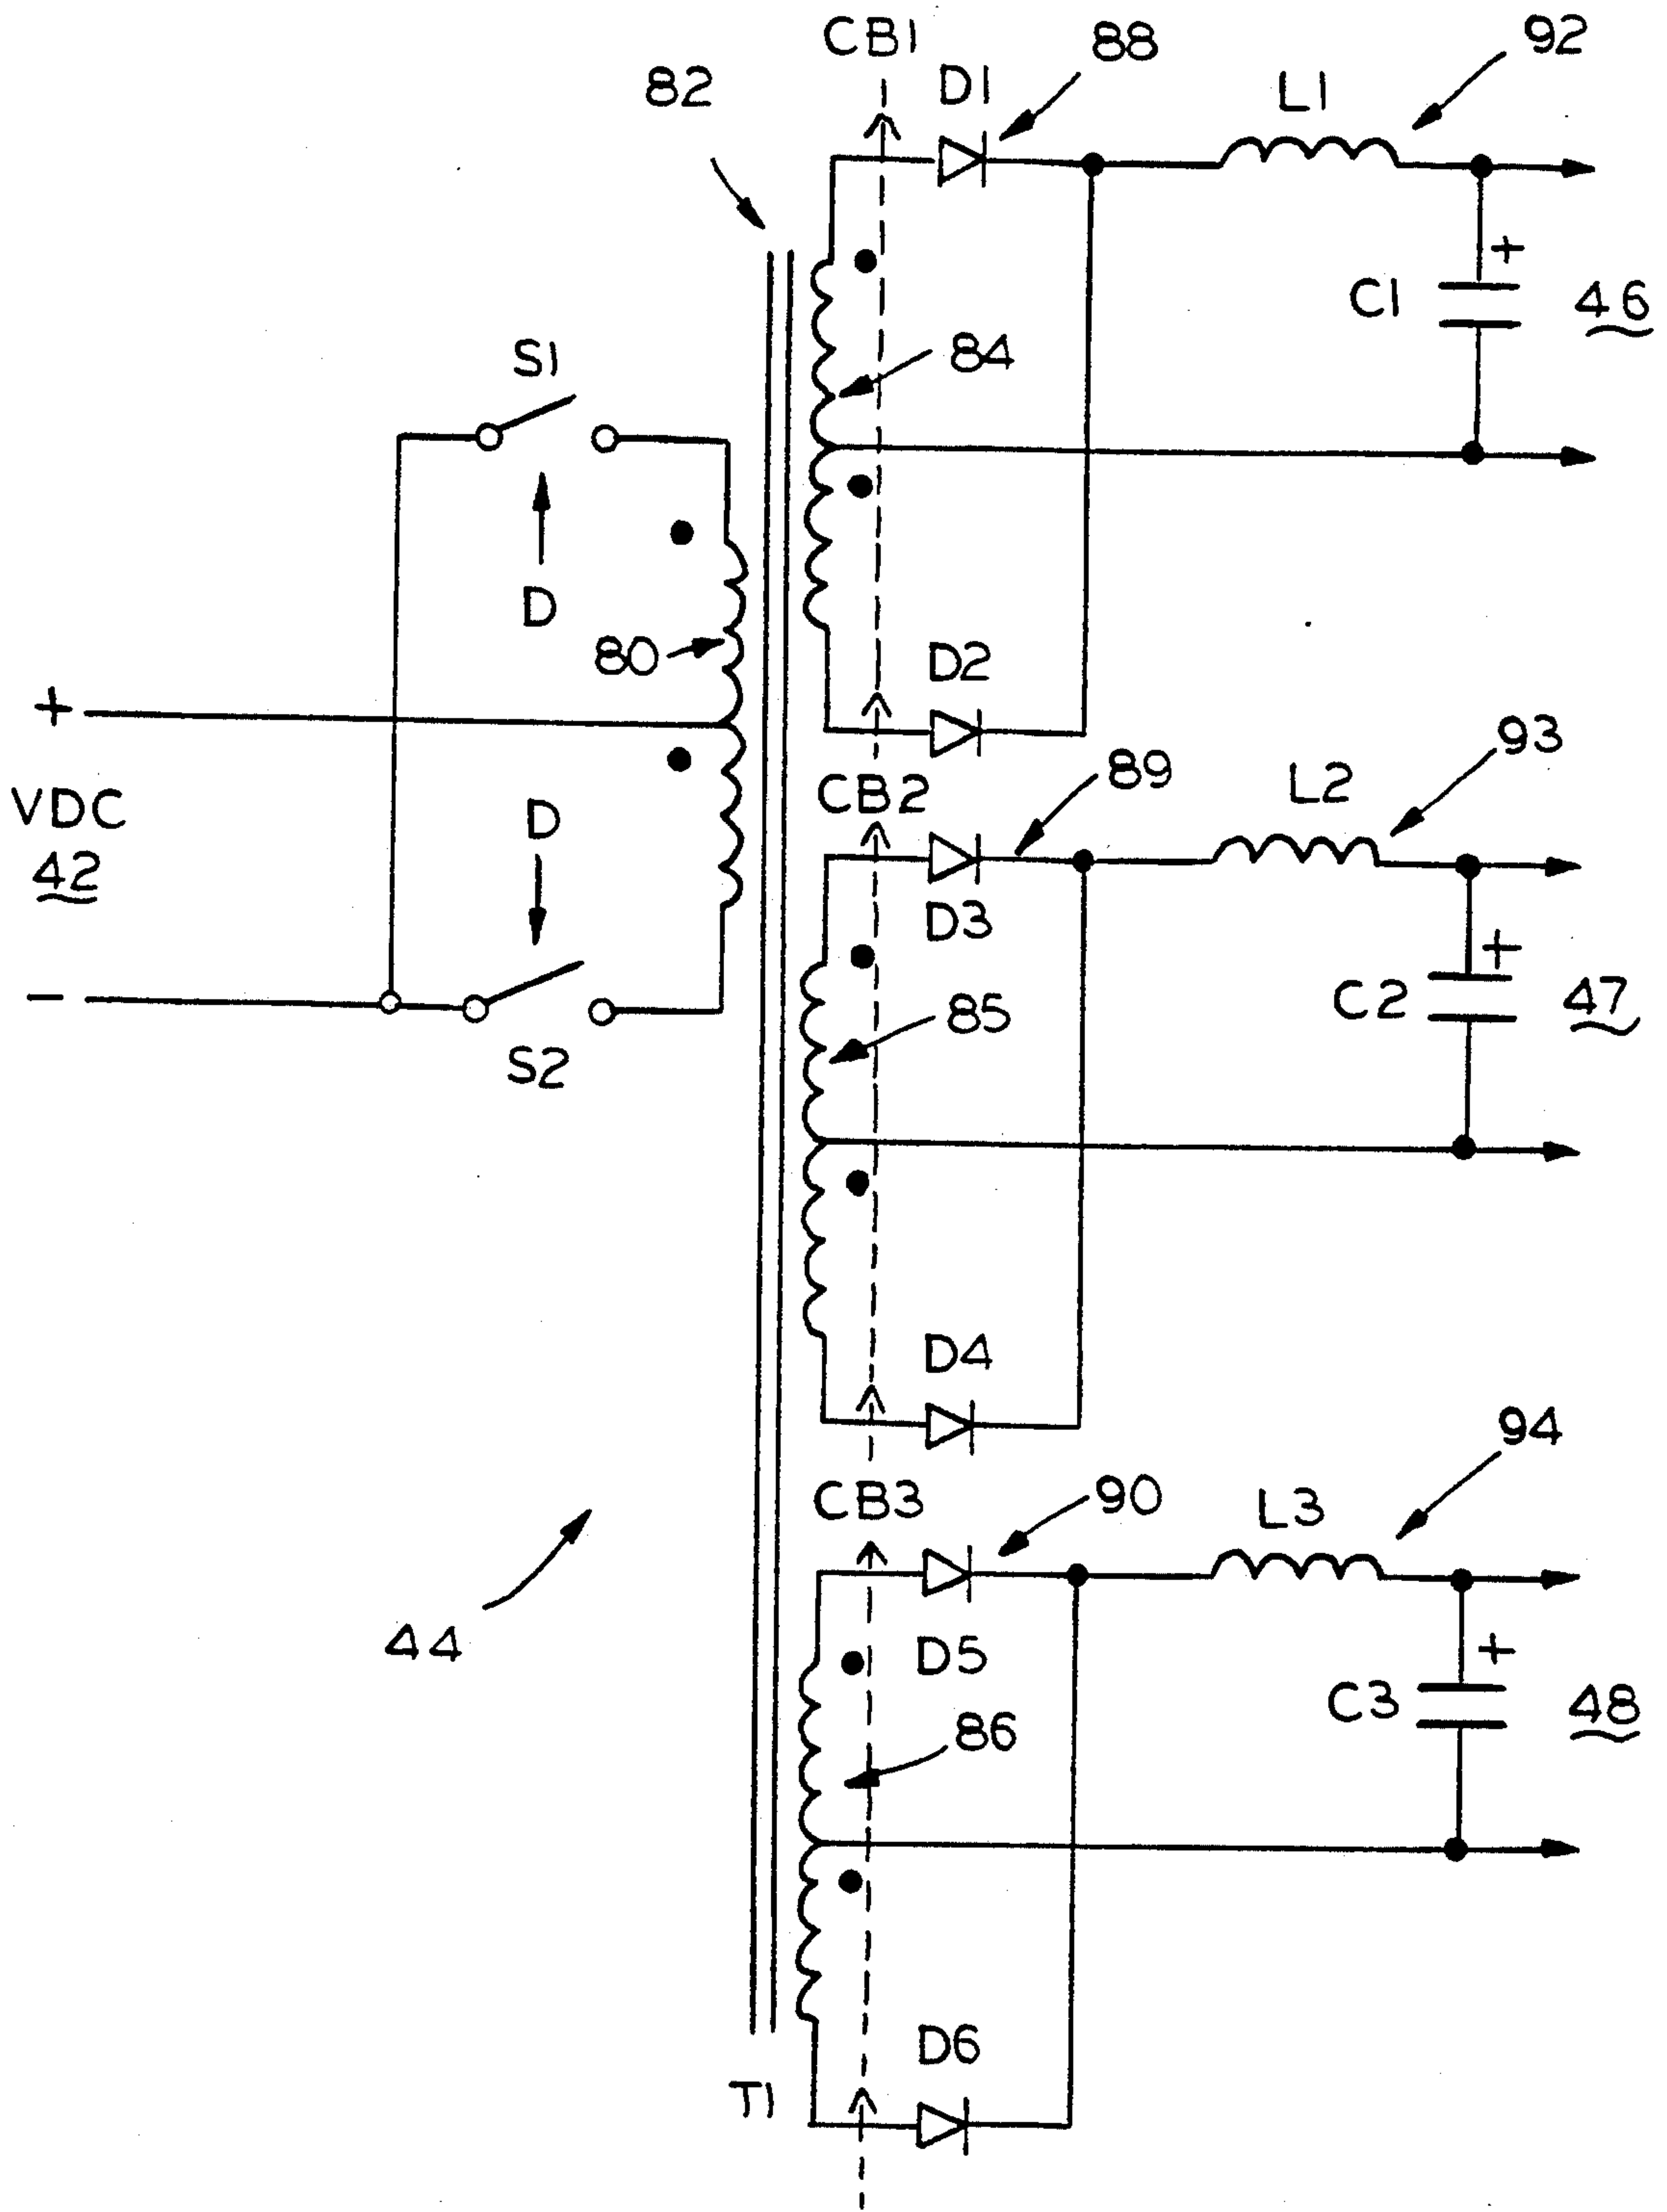 CB1
88
92
82
D1
L1
+
C1
46
S1
84
D
80
D2
+
VDC
42
CB2
89
L2
93
D
D3
+
C2
47
85
−
S2
D4
CB3
90
L3
94
44
D5
+
C3
48
86
D6
T1